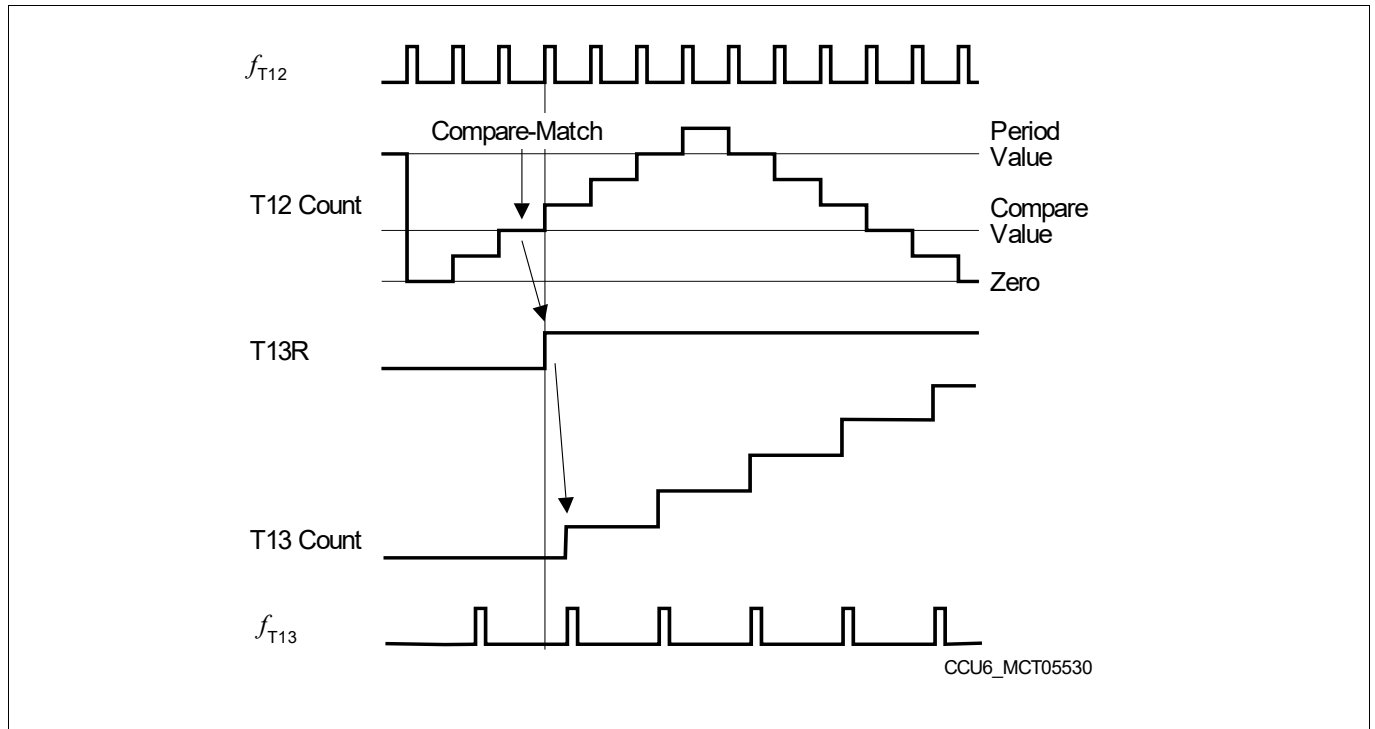 fT12
Compare-Match
Period
Value
T12 Count
Compare
Value
Zero
T13R
T13 Count
fT13
CCU6_MCT05530